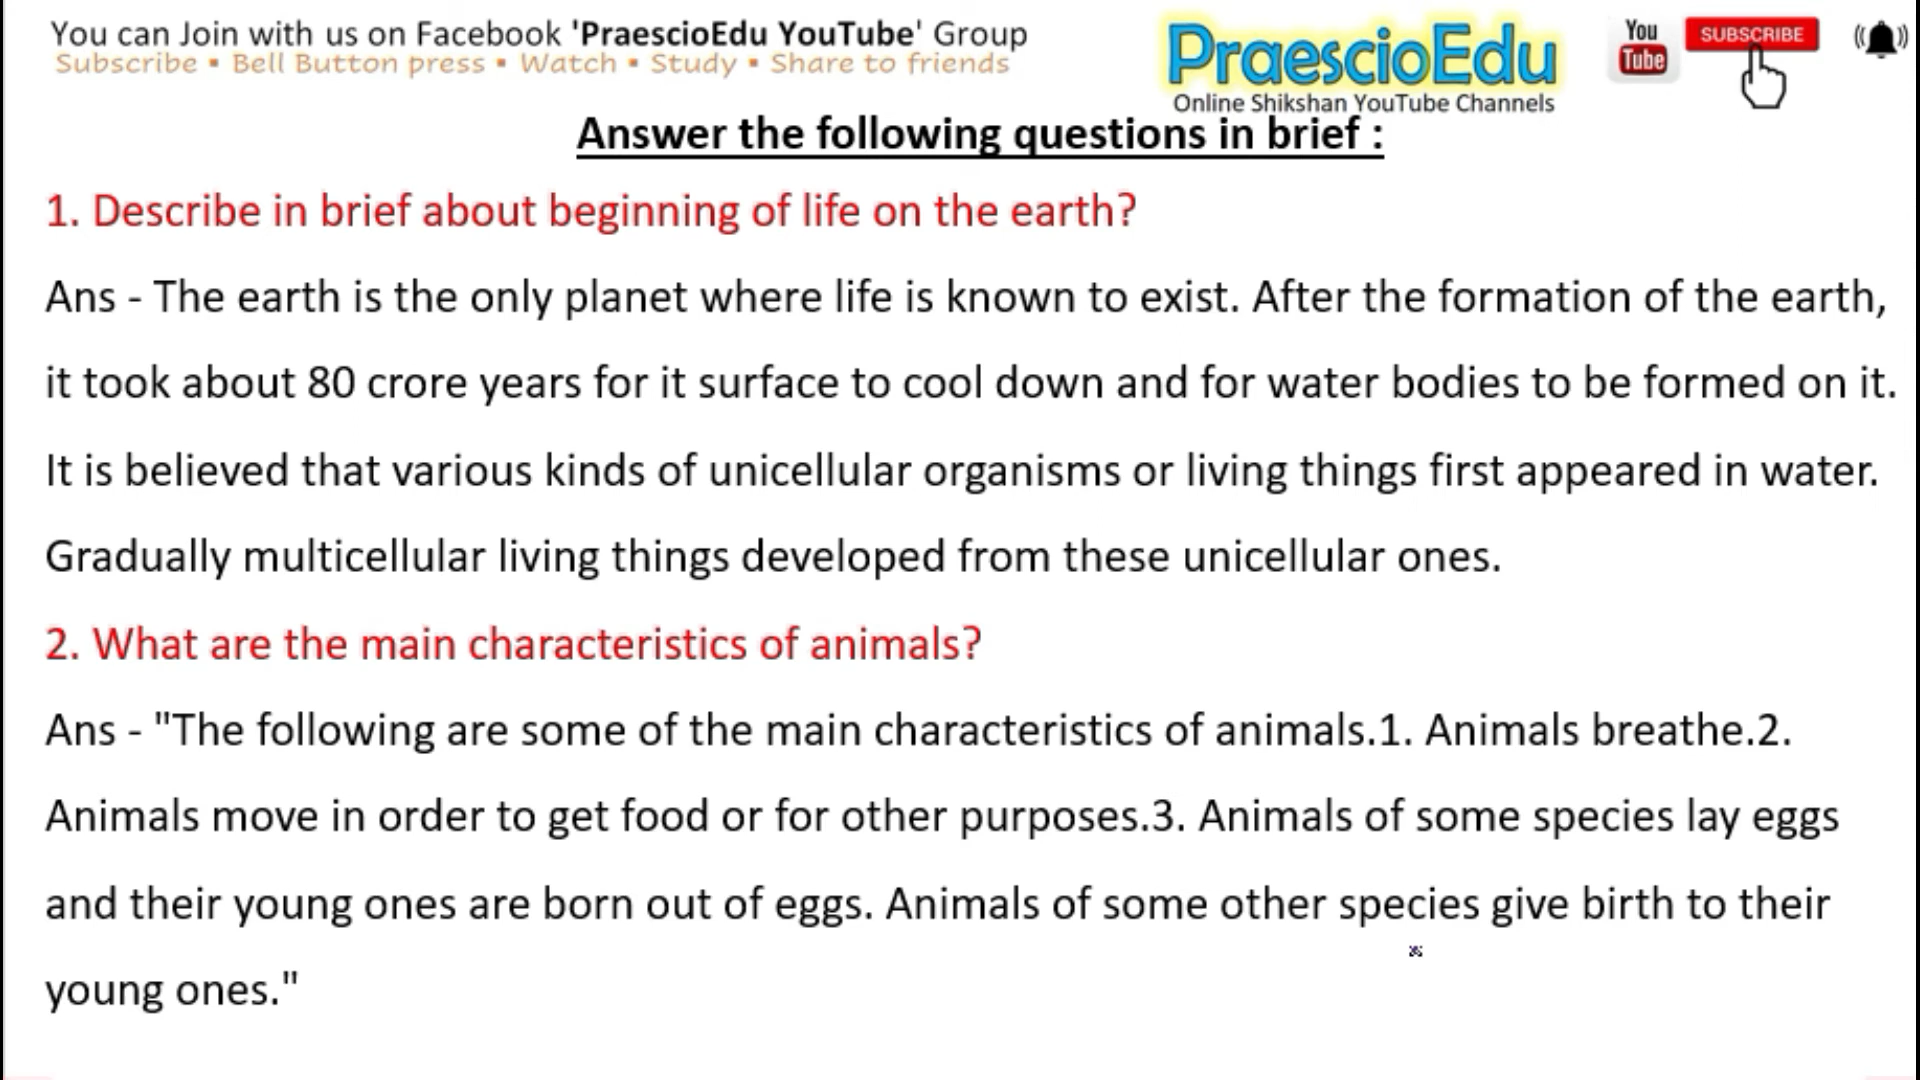 You can Join with us on Facebook 'PraescioEdu YouTube' Group
Subscribe ▪ Bell Button press ▪ Watch ▪ Study ▪ Share to friends
PraescioEdu
Online Shikshan YouTube Channels
You
Tube
SUBSCRIBE
Answer the following questions in brief :
1. Describe in brief about beginning of life on the earth?
Ans - The earth is the only planet where life is known to exist. After the formation of the earth,
it took about 80 crore years for it surface to cool down and for water bodies to be formed on it.
It is believed that various kinds of unicellular organisms or living things first appeared in water.
Gradually multicellular living things developed from these unicellular ones.
2. What are the main characteristics of animals?
Ans - "The following are some of the main characteristics of animals.1. Animals breathe.2.
Animals move in order to get food or for other purposes.3. Animals of some species lay eggs
and their young ones are born out of eggs. Animals of some other species give birth to their
young ones."